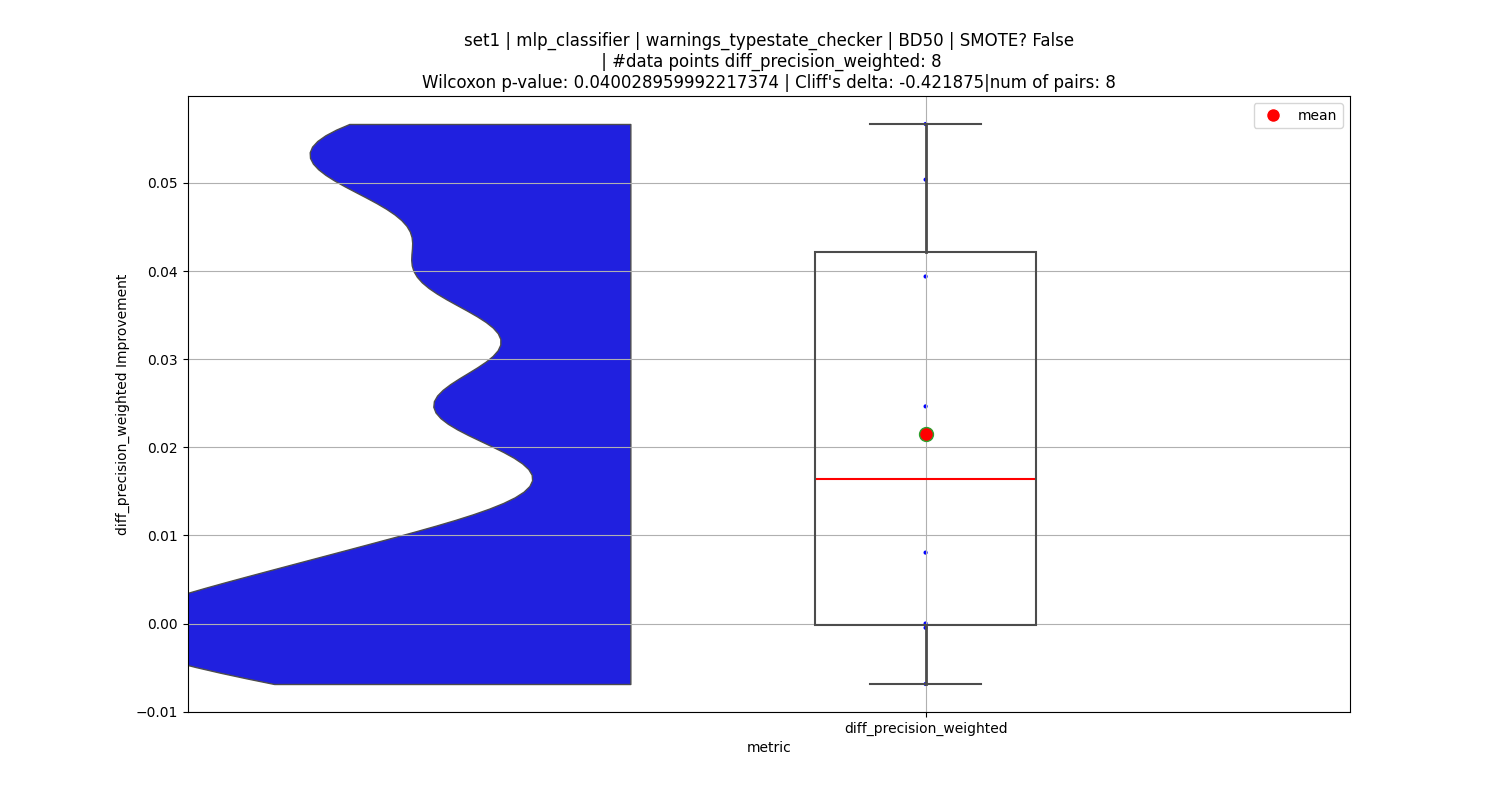 set1 | mlp_classifier | warnings_typestate_checker | BD50 | SMOTE? False
| #data points diff_precision_weighted: 8
Wilcoxon p-value: 0.040028959992217374 | Cliff's delta: -0.421875|num of pairs: 8
mean
0.05
0.04
0.03
0.02
0.01
0.00
−0.01
diff_precision_weighted Improvement
diff_precision_weighted
metric